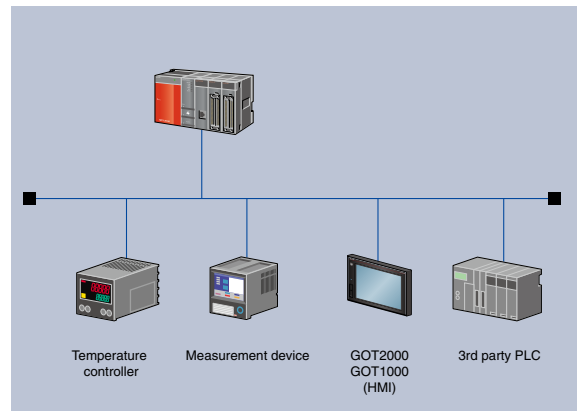 Temperature
controller
Measurement device
GOT2000
GOT1000
(HMI)
3rd party PLC